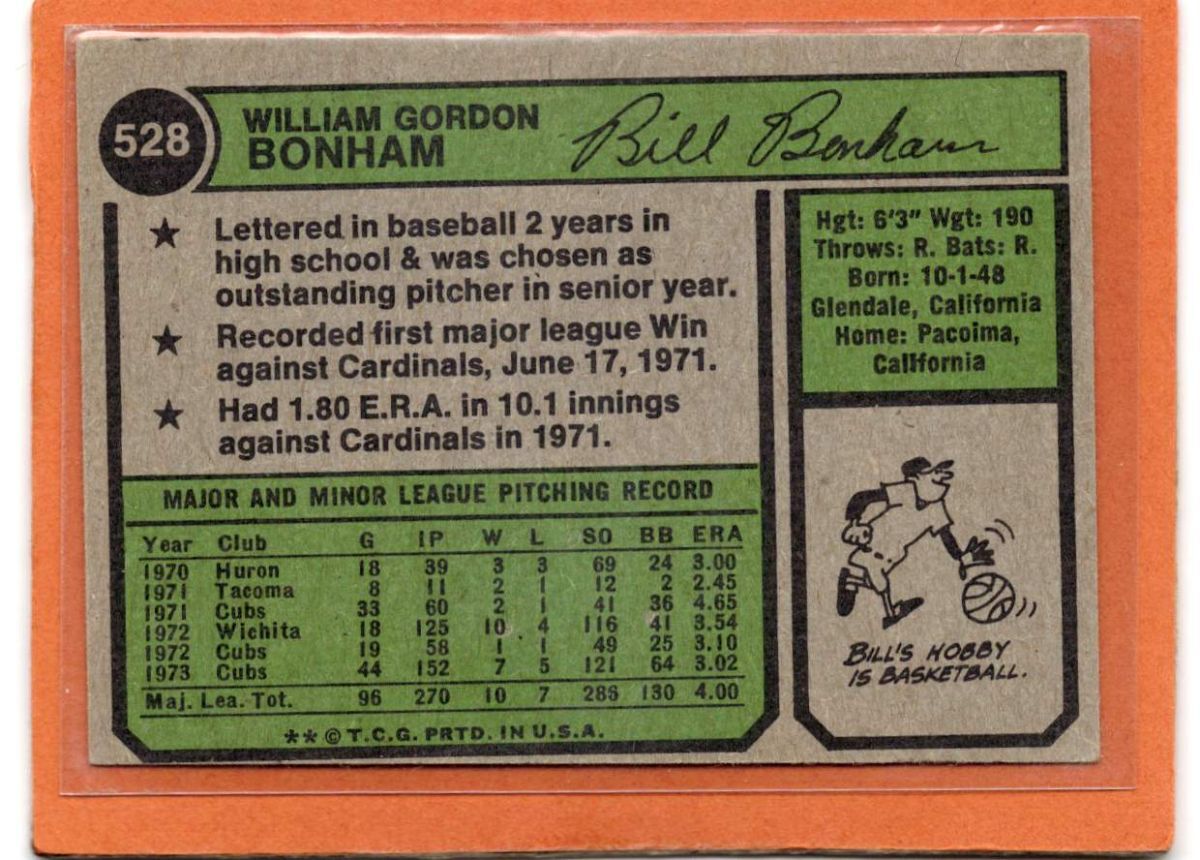 528
WILLIAM GORDON
BONHAM
Bill Bonham
★ Lettered in baseball 2 years in
high school & was chosen as
outstanding pitcher in senior year.
★ Recorded first major league Win
against Cardinals, June 17, 1971.
★ Had 1.80 E.R.A. in 10.1 innings
against Cardinals in 1971.
Hgt: 6'3" Wgt: 190
Throws: R. Bats: R.
Born: 10-1-48
Glendale, California
Home: Pacoima,
California
MAJOR AND MINOR LEAGUE PITCHING RECORD
Year Club G IP W L SO BB ERA
1970 Huron 18 39 3 3 69 24 3.00
1971 Tacoma 8 11 2 1 12 2 2.45
1971 Cubs 33 60 2 1 41 36 4.65
1972 Wichita 18 125 10 4 116 41 3.54
1972 Cubs 19 58 1 1 49 25 3.10
1973 Cubs 44 152 7 5 121 64 3.02
Maj. Lea. Tot. 96 270 10 7 286 130 4.00
** © T.C.G. PRTD. IN U.S.A.
BILL'S HOBBY
IS BASKETBALL.